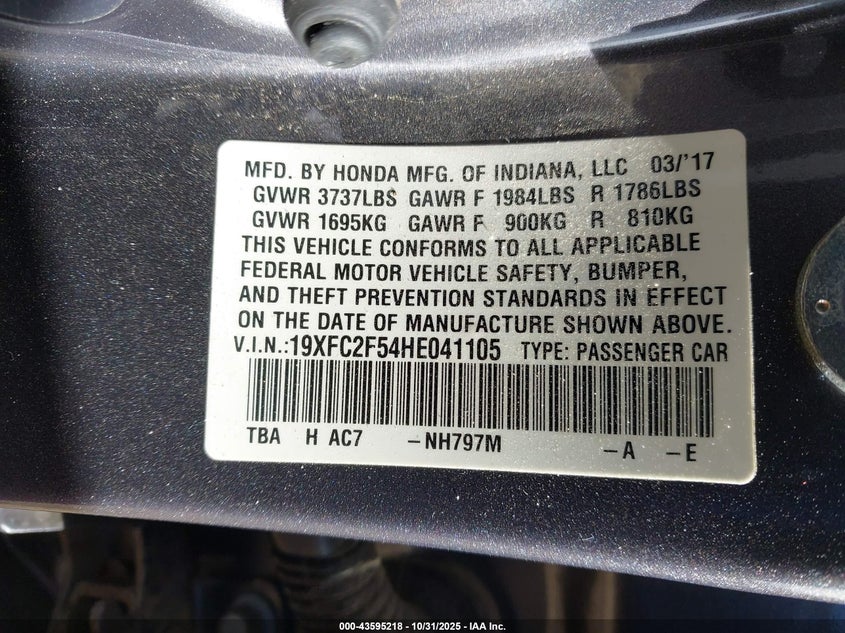 MFD. BY HONDA MFG. OF INDIANA, LLC 03/'17
GVWR 3737LBS GAWR F 1984LBS R 1786LBS
GVWR 1695KG GAWR F 900KG R 810KG
THIS VEHICLE CONFORMS TO ALL APPLICABLE
FEDERAL MOTOR VEHICLE SAFETY, BUMPER,
AND THEFT PREVENTION STANDARDS IN EFFECT
ON THE DATE OF MANUFACTURE SHOWN ABOVE.
V.I.N.:19XFC2F54HE041105 TYPE: PASSENGER CAR
TBA H AC7 -NH797M -A -E
000-43595218 - 10/31/2025 - IAA Inc.